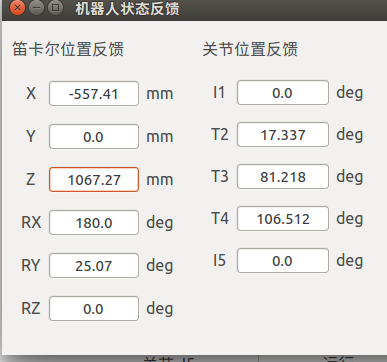 机器人状态反馈
笛卡尔位置反馈 关节位置反馈
X -557.41 mm I1 0.0 deg
Y 0.0 mm T2 17.337 deg
Z 1067.27 mm T3 81.218 deg
RX 180.0 deg T4 106.512 deg
RY 25.07 deg I5 0.0 deg
RZ 0.0 deg